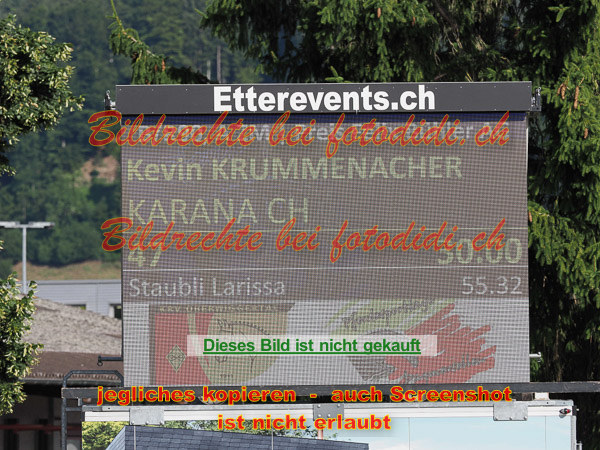 Etterevents.ch
Bildrechte bei fotodidi.ch
Kevin KRUMMENACHER
KARANA CH
Bildrechte bei fotodidi.ch
47 50.00
Staubli Larissa 55.32
Dieses Bild ist nicht gekauft
jegliches kopieren - auch Screenshot
ist nicht erlaubt